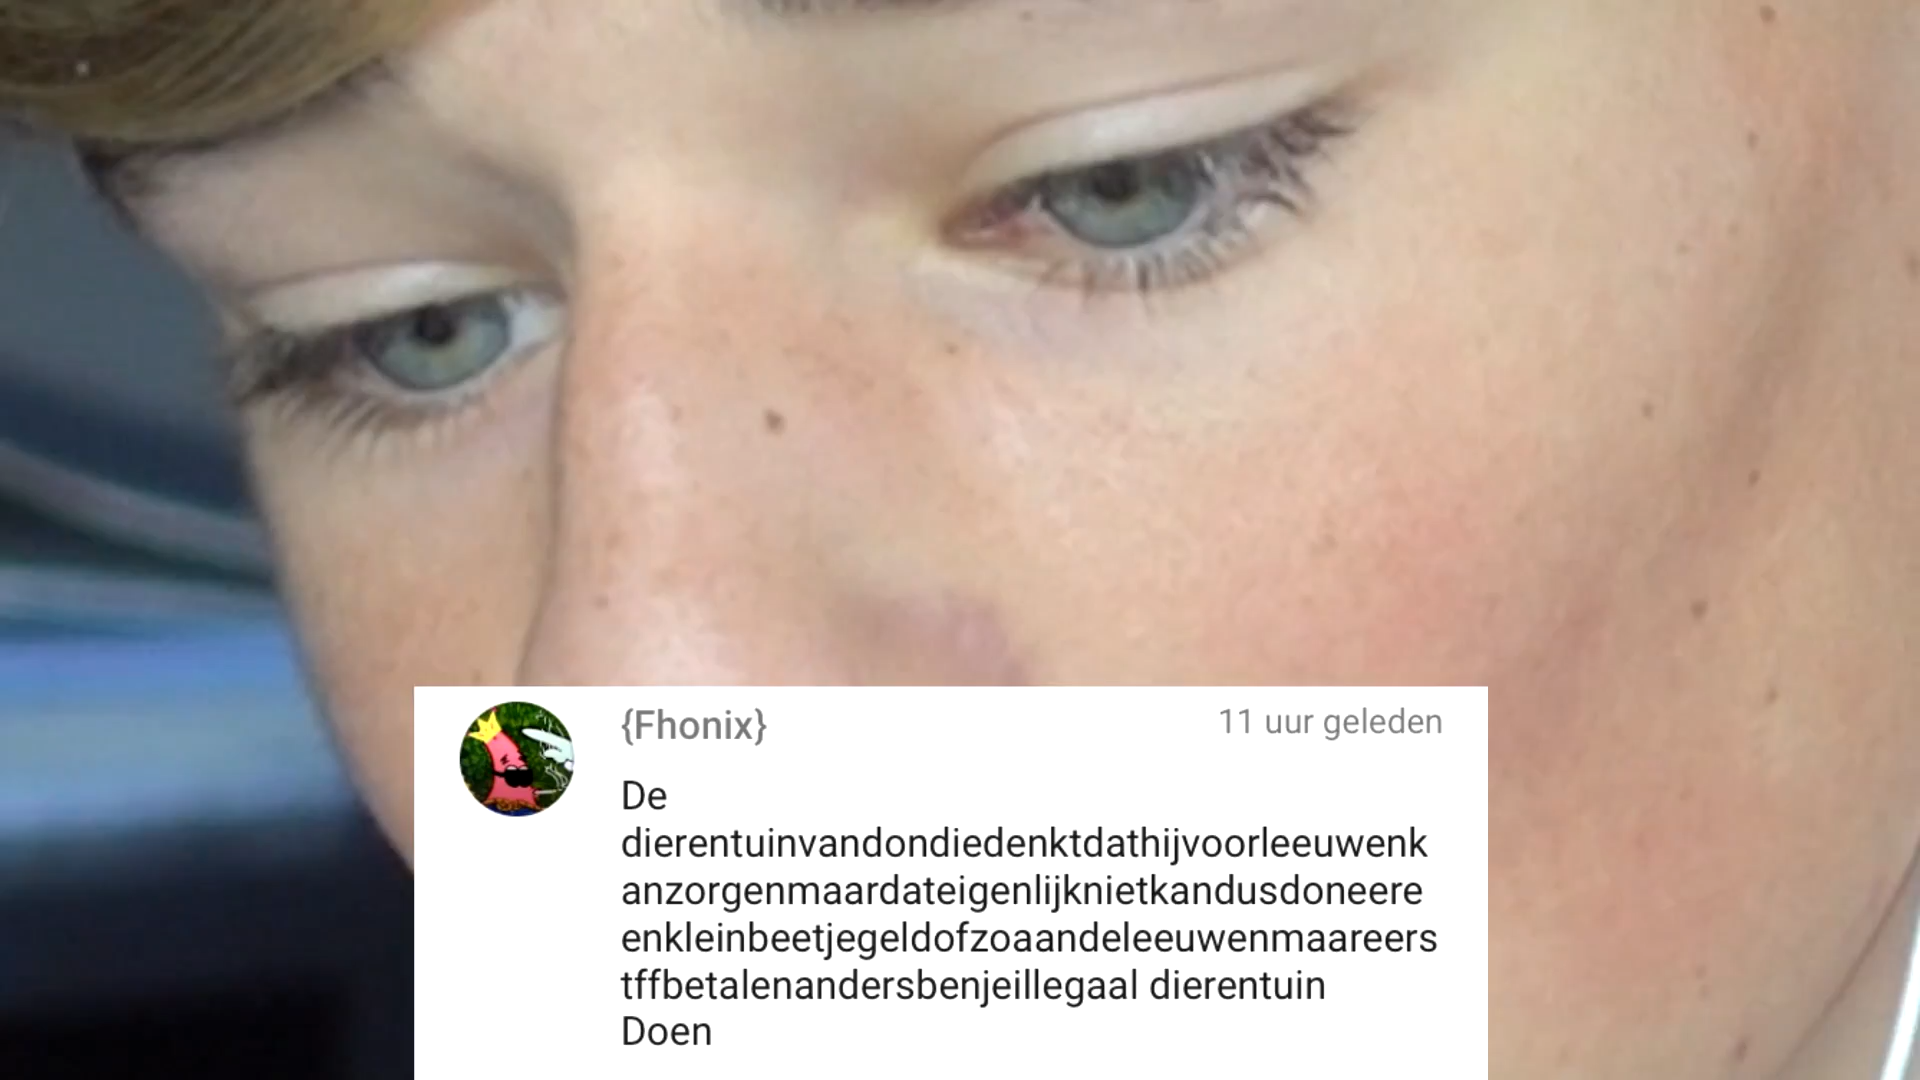 {Fhonix} 11 uur geleden
De
dierentuinvandondiedenktdathijvoorleeuwenk
anzorgenmaardateigenlijknietkandusdoneere
enkleinbeetjegeldofzoaandeleeuwenmaareers
tffbetalenandersbenjeillegaal dierentuin
Doen